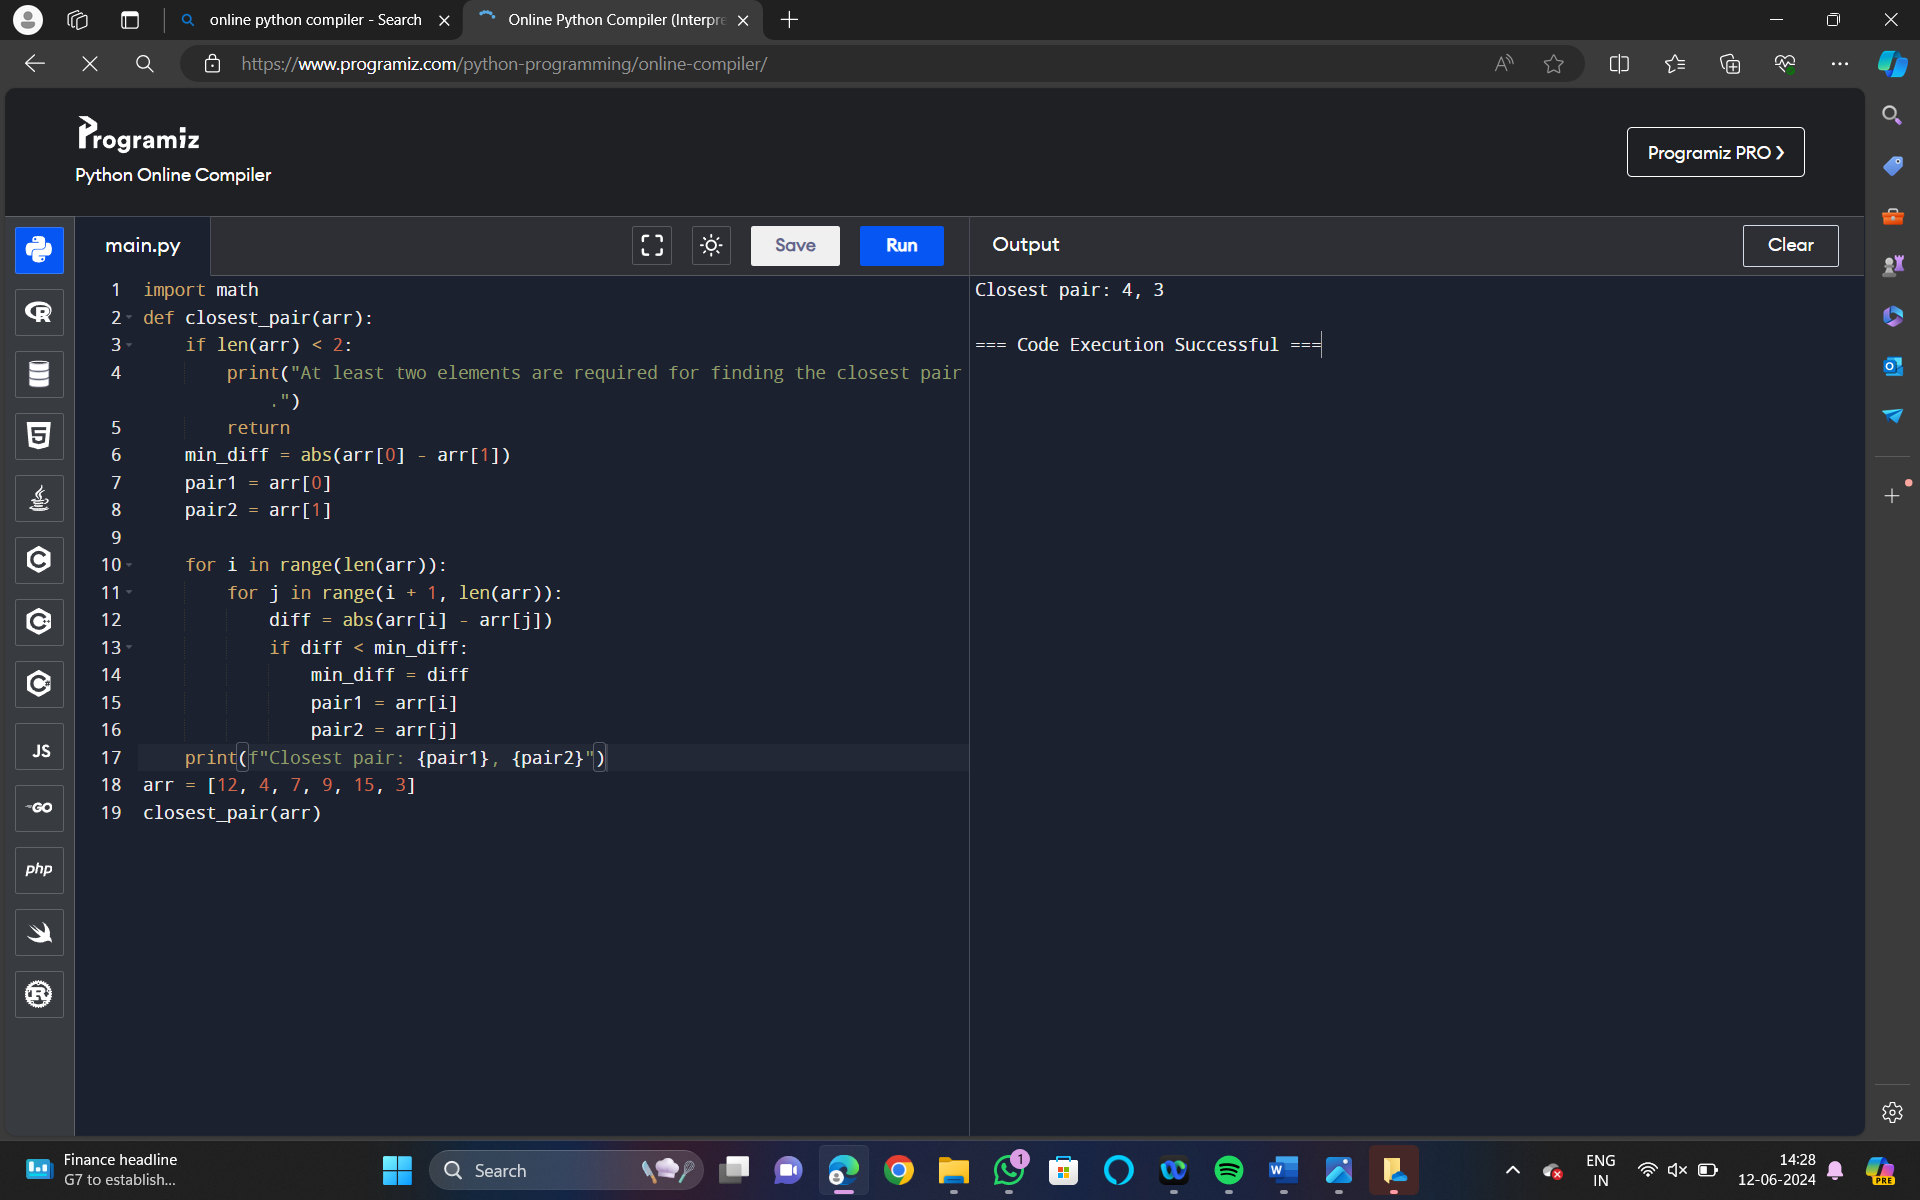 online python compiler - Search
Online Python Compiler (Interpre
https://www.programiz.com/python-programming/online-compiler/
Programiz
Python Online Compiler
Programiz PRO ❯
main.py
Save
Run
Output
Clear
1 import math
2 def closest_pair(arr):
3     if len(arr) < 2:
4         print("At least two elements are required for finding the closest pair
            .")
5         return
6     min_diff = abs(arr[0] - arr[1])
7     pair1 = arr[0]
8     pair2 = arr[1]
9
10     for i in range(len(arr)):
11         for j in range(i + 1, len(arr)):
12             diff = abs(arr[i] - arr[j])
13             if diff < min_diff:
14                 min_diff = diff
15                 pair1 = arr[i]
16                 pair2 = arr[j]
17     print(f"Closest pair: {pair1}, {pair2}")
18 arr = [12, 4, 7, 9, 15, 3]
19 closest_pair(arr)
Closest pair: 4, 3
=== Code Execution Successful ===
R
5
C
C
C
JS
GO
php
R
Finance headline
G7 to establish...
Search
1
W
ENG
IN
14:28
12-06-2024
PRE